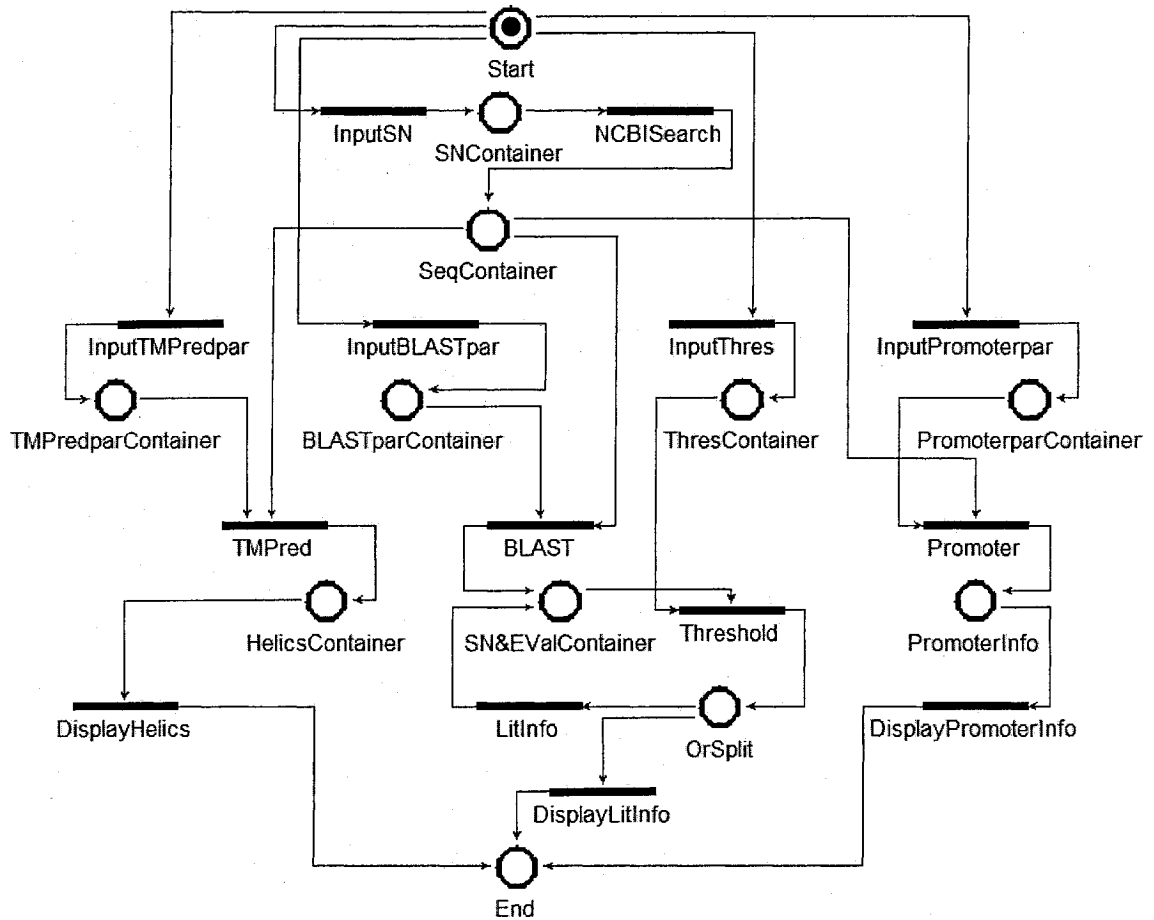 Start
InputSN
SNContainer
NCBISearch
SeqContainer
InputTMPredpar
InputBLASTpar
InputThres
InputPromoterpar
TMPredparContainer
BLASTparContainer
ThresContainer
PromoterparContainer
TMPred
BLAST
Promoter
HelicsContainer
SN&EValContainer
Threshold
PromoterInfo
DisplayHelics
LitInfo
OrSplit
DisplayPromoterInfo
DisplayLitInfo
End